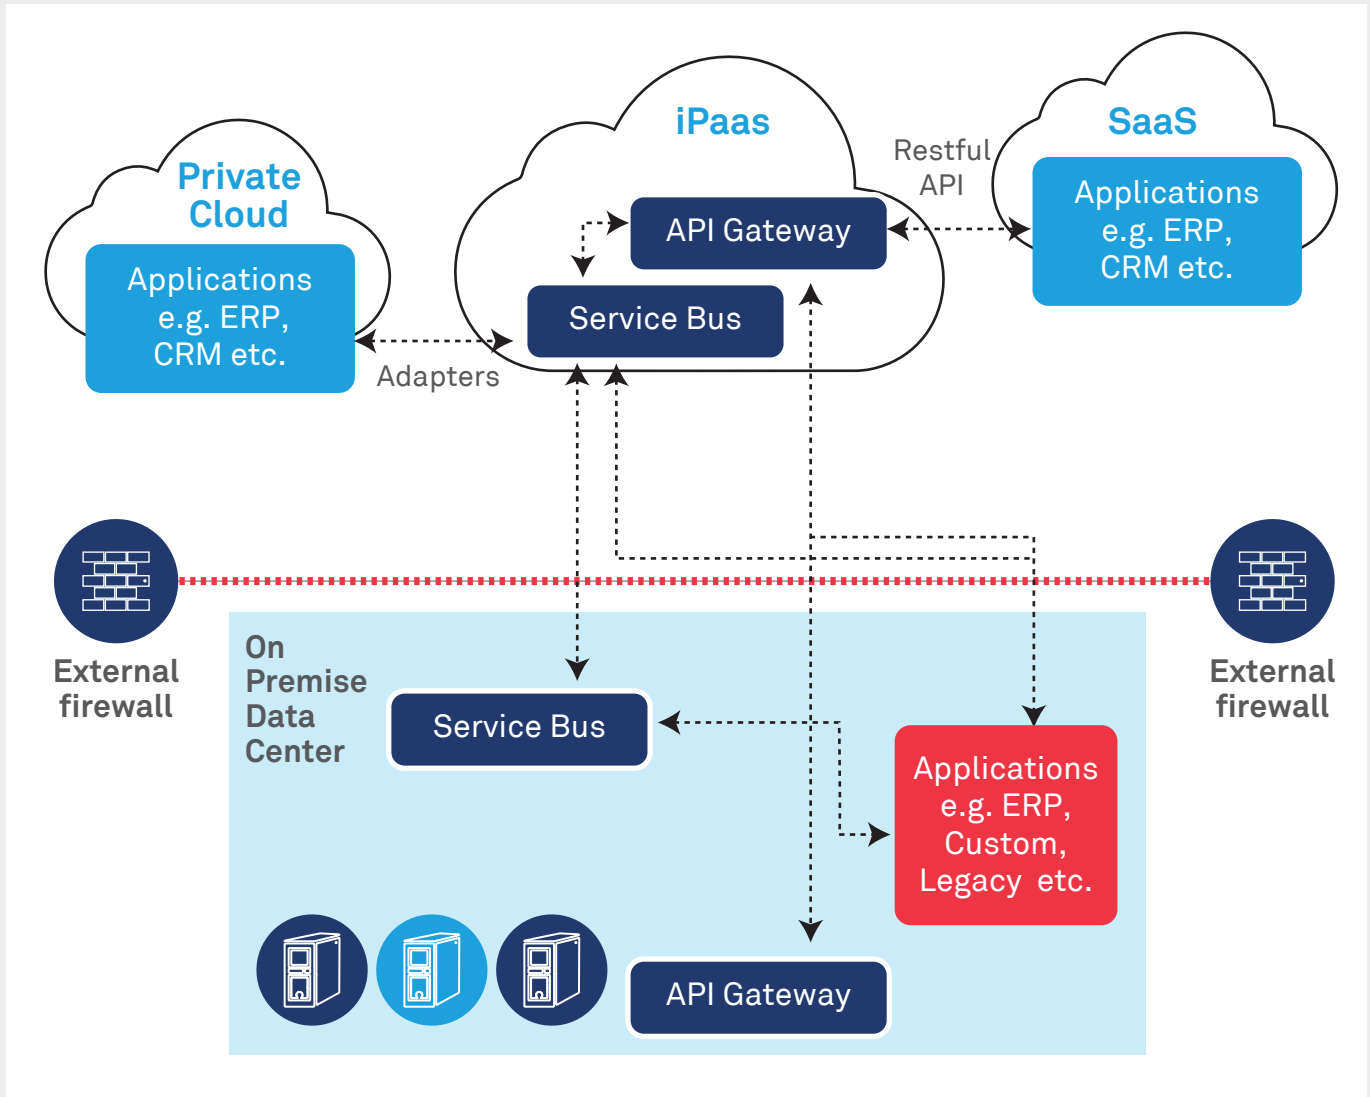 iPaas
SaaS
Restful
API
Private
Cloud
Applications
e.g. ERP,
CRM etc.
API Gateway
Service Bus
Applications
e.g. ERP,
CRM etc.
Adapters
External
firewall
External
firewall
On
Premise
Data
Center
Service Bus
Applications
e.g. ERP,
Custom,
Legacy etc.
API Gateway